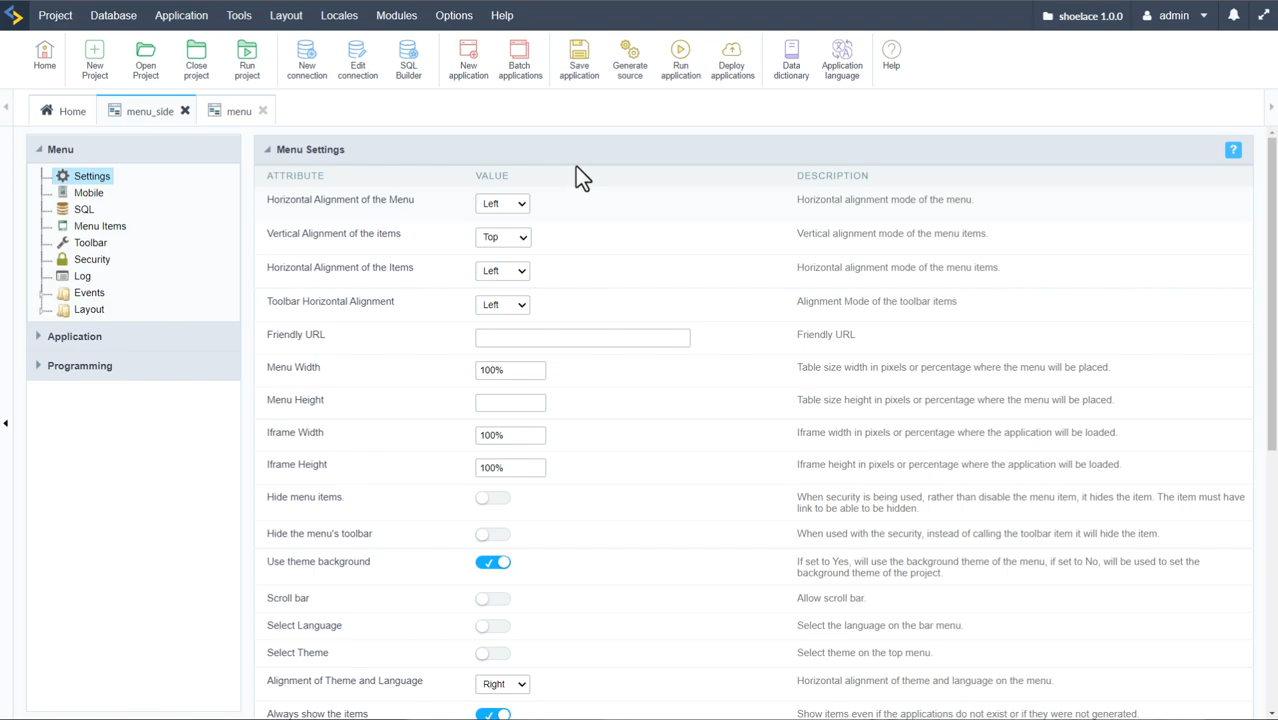 Project Database Application Tools Layout Locales Modules Options Help shoelace 1.0.0 admin
Home
New Project
Open Project
Close project
Run project
New connection
Edit connection
SQL Builder
New application
Batch applications
Save application
Generate source
Run application
Deploy applications
Data dictionary
Application language
Help
Home menu_side menu
Menu
Settings
Mobile
SQL
Menu Items
Toolbar
Security
Log
Events
Layout
Application
Programming
Menu Settings ?
ATTRIBUTE VALUE DESCRIPTION
Horizontal Alignment of the Menu Left Horizontal alignment mode of the menu.
Vertical Alignment of the items Top Vertical alignment mode of the menu items.
Horizontal Alignment of the Items Left Horizontal alignment mode of the menu items.
Toolbar Horizontal Alignment Left Alignment Mode of the toolbar items
Friendly URL Friendly URL
Menu Width 100% Table size width in pixels or percentage where the menu will be placed.
Menu Height Table size height in pixels or percentage where the menu will be placed.
Iframe Width 100% Iframe width in pixels or percentage where the application will be loaded.
Iframe Height 100% Iframe height in pixels or percentage where the application will be loaded.
Hide menu items. When security is being used, rather than disable the menu item, it hides the item. The item must have
link to be able to be hidden.
Hide the menu's toolbar When used with the security, instead of calling the toolbar item it will hide the item.
Use theme background If set to Yes, will use the background theme of the menu, if set to No, will be used to set the
background theme of the project.
Scroll bar Allow scroll bar.
Select Language Select the language on the bar menu.
Select Theme Select theme on the top menu.
Alignment of Theme and Language Right Horizontal alignment of theme and language on the menu.
Always show the items Show items even if the applications do not exist or if they were not generated.